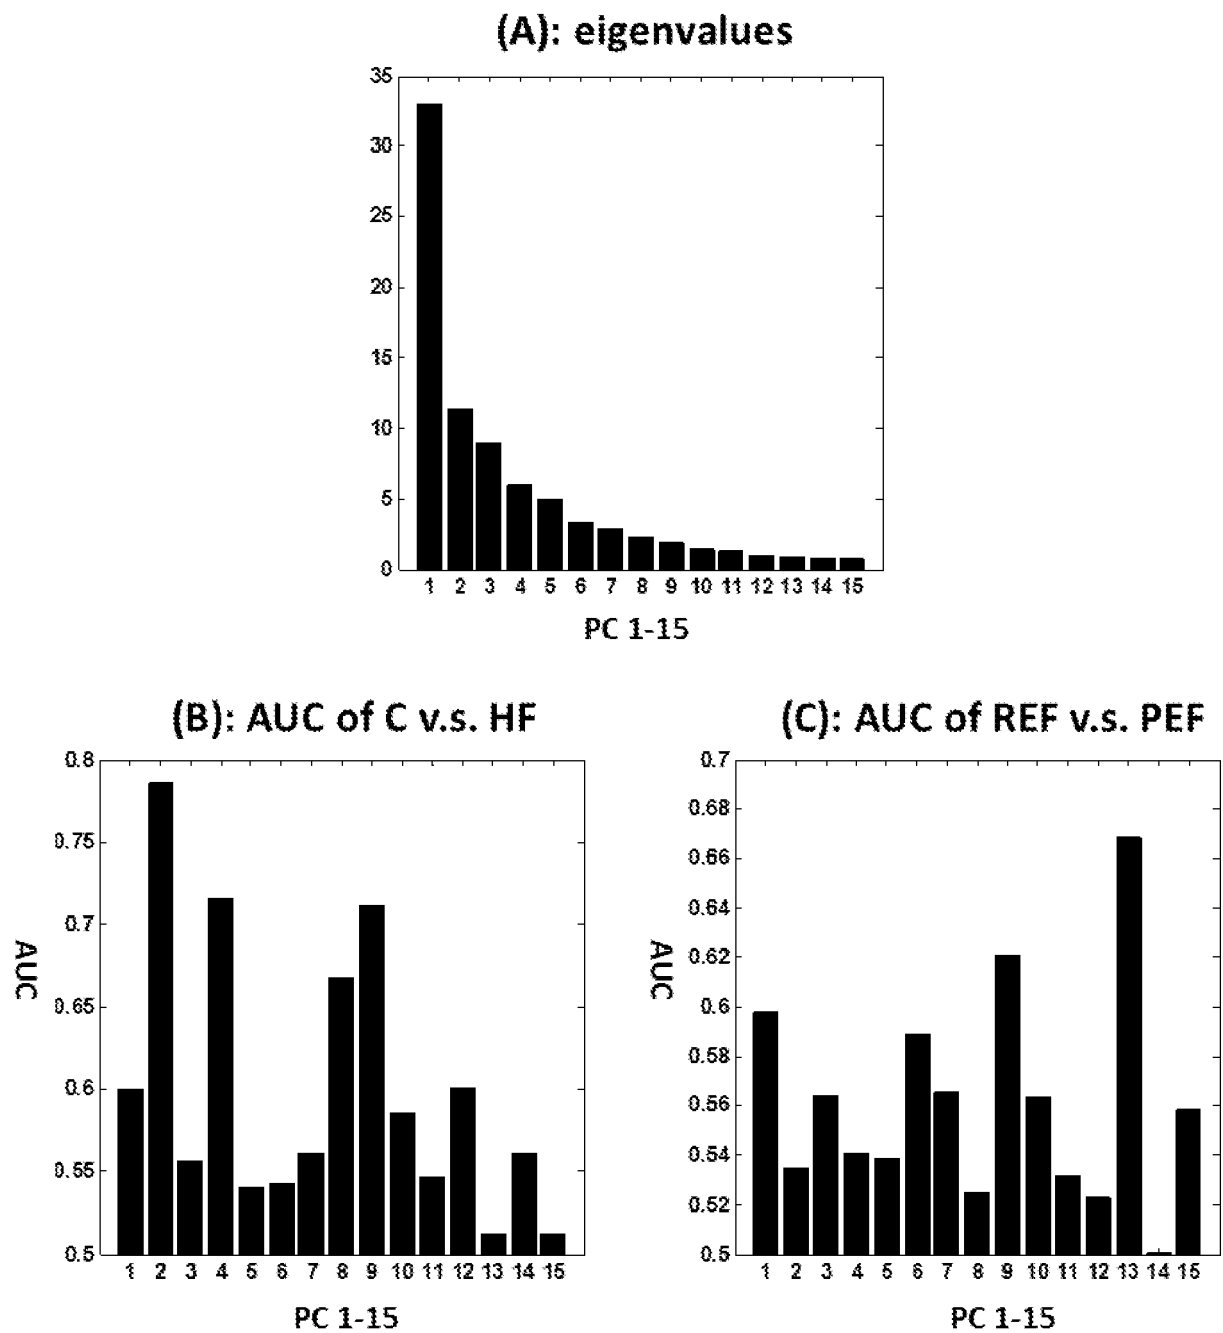 (A): eigenvalues
35
30
25
20
15
10
5
0
1 2 3 4 5 6 7 8 9 10 11 12 13 14 15
PC 1-15
(B): AUC of C v.s. HF
0.8
0.75
0.7
0.65
0.6
0.55
0.5
AUC
1 2 3 4 5 6 7 8 9 10 11 12 13 14 15
PC 1-15
(C): AUC of REF v.s. PEF
0.7
0.68
0.66
0.64
0.62
0.6
0.58
0.56
0.54
0.52
0.5
AUC
1 2 3 4 5 6 7 8 9 10 11 12 13 14 15
PC 1-15